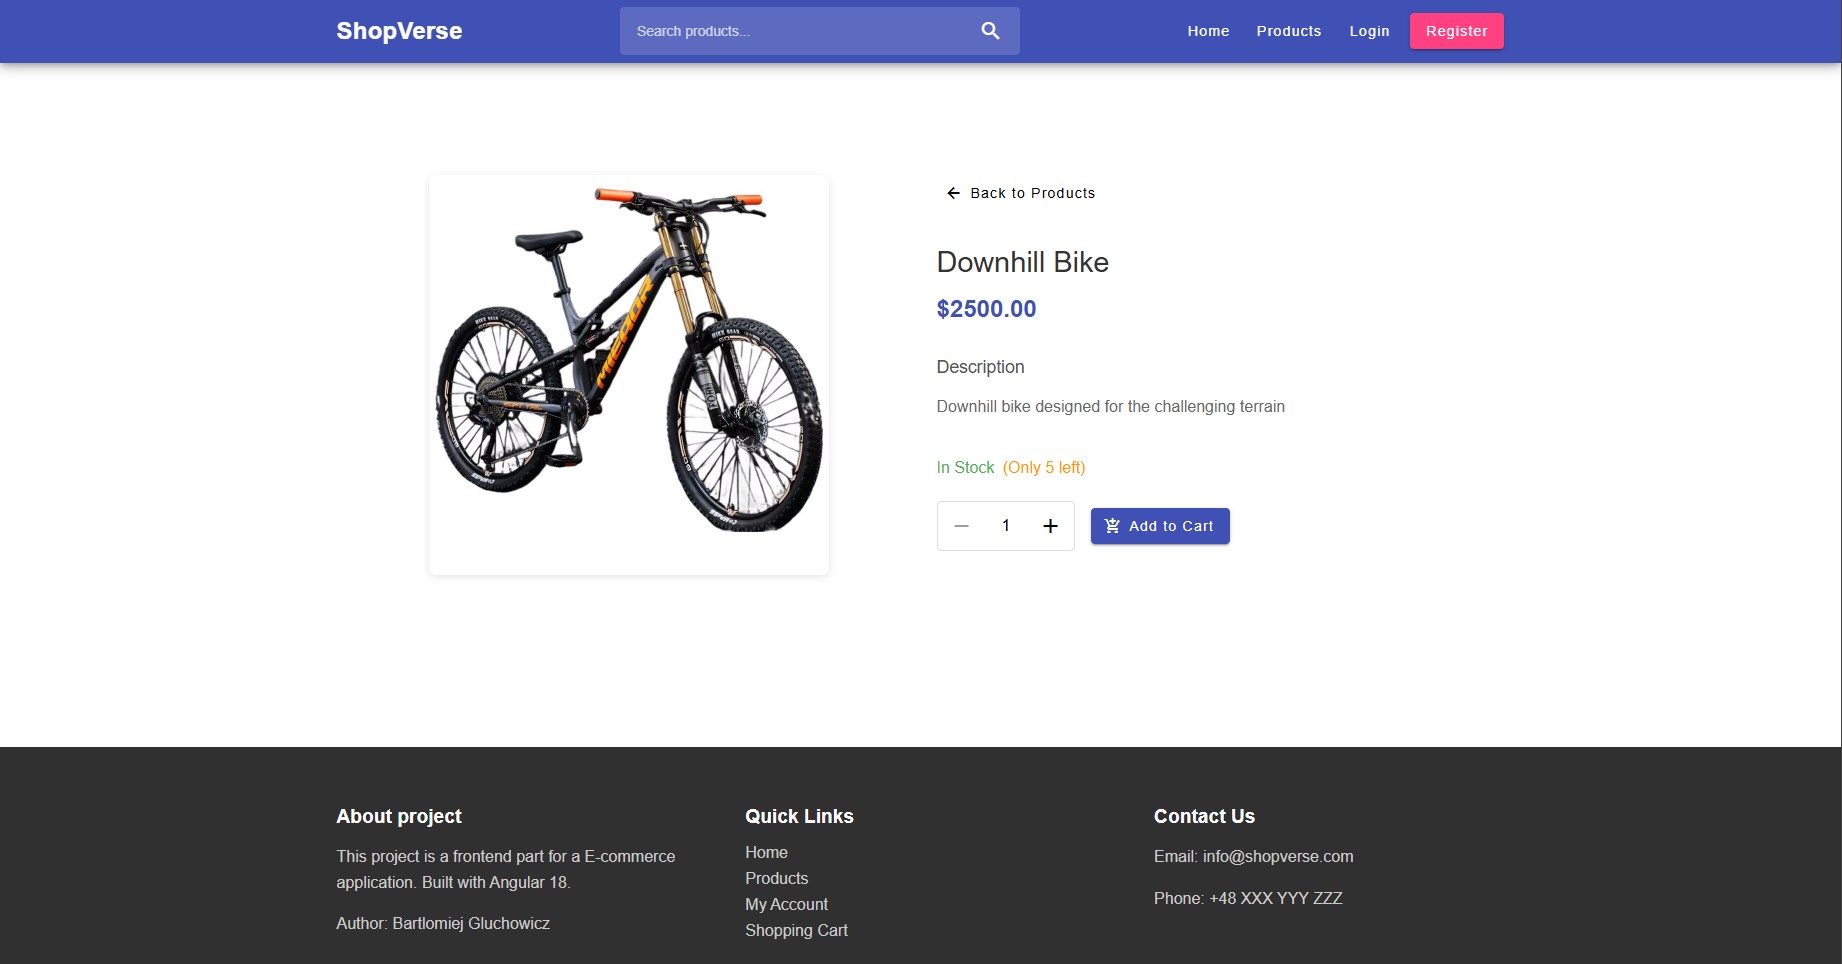 ShopVerse
Search products...
Home
Products
Login
Register
MIEROR
Back to Products
Downhill Bike
$2500.00
Description
Downhill bike designed for the challenging terrain
In Stock (Only 5 left)
1
Add to Cart
About project
This project is a frontend part for a E-commerce
application. Built with Angular 18.
Author: Bartlomiej Gluchowicz
Quick Links
Home
Products
My Account
Shopping Cart
Contact Us
Email: info@shopverse.com
Phone: +48 XXX YYY ZZZ